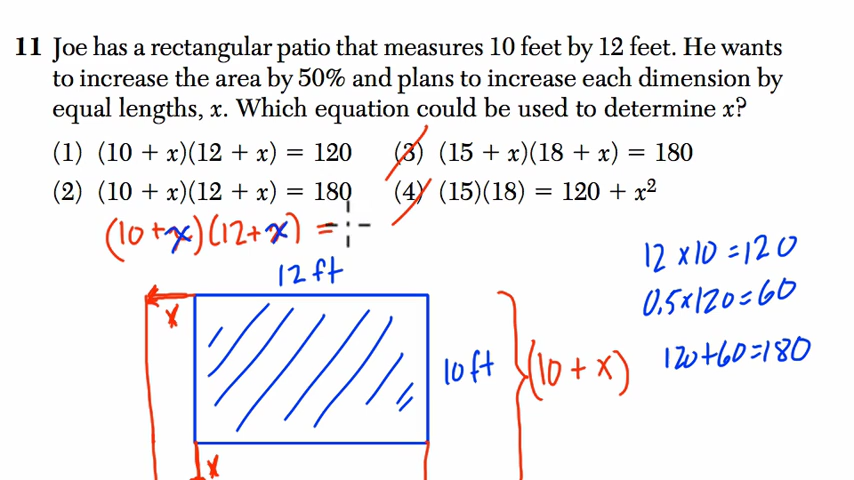 11 Joe has a rectangular patio that measures 10 feet by 12 feet. He wants
to increase the area by 50% and plans to increase each dimension by
equal lengths, x. Which equation could be used to determine x?
(1) (10 + x)(12 + x) = 120
(3) (15 + x)(18 + x) = 180
(2) (10 + x)(12 + x) = 180
(4) (15)(18) = 120 + x²
(10+x)(12+x) =
12 ft
12 x10 =120
0.5x120=60
120+60=180
x
10 ft
(10 + x)
x